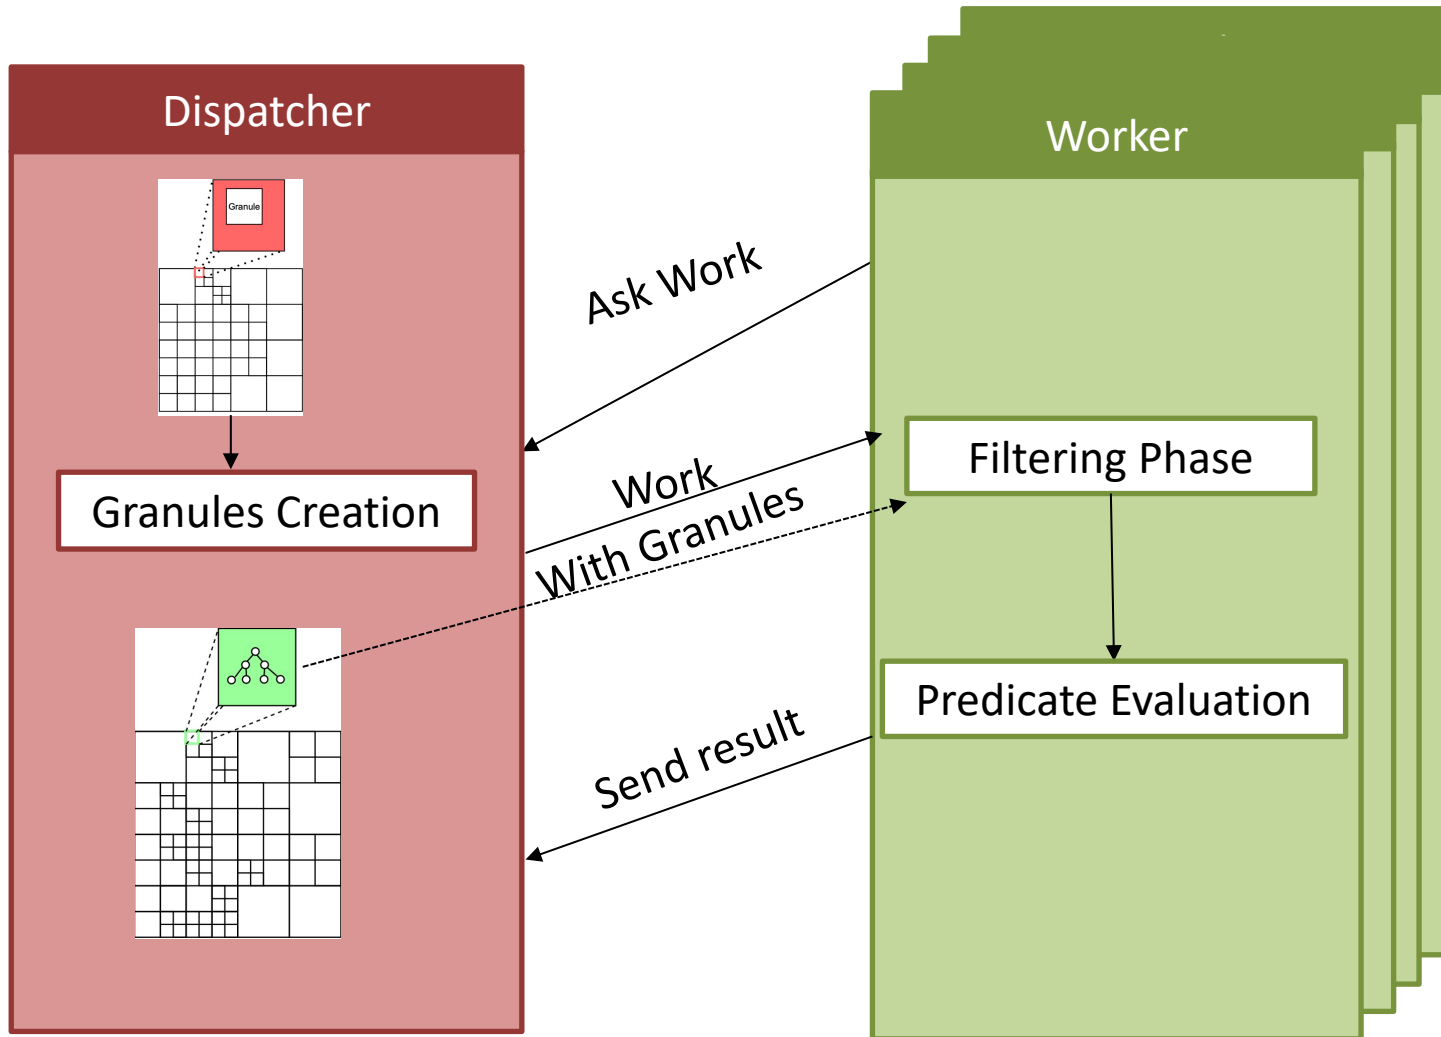 Dispatcher
Granule
Granules Creation
Ask Work
Work
With Granules
Send result
Worker
Filtering Phase
Predicate Evaluation